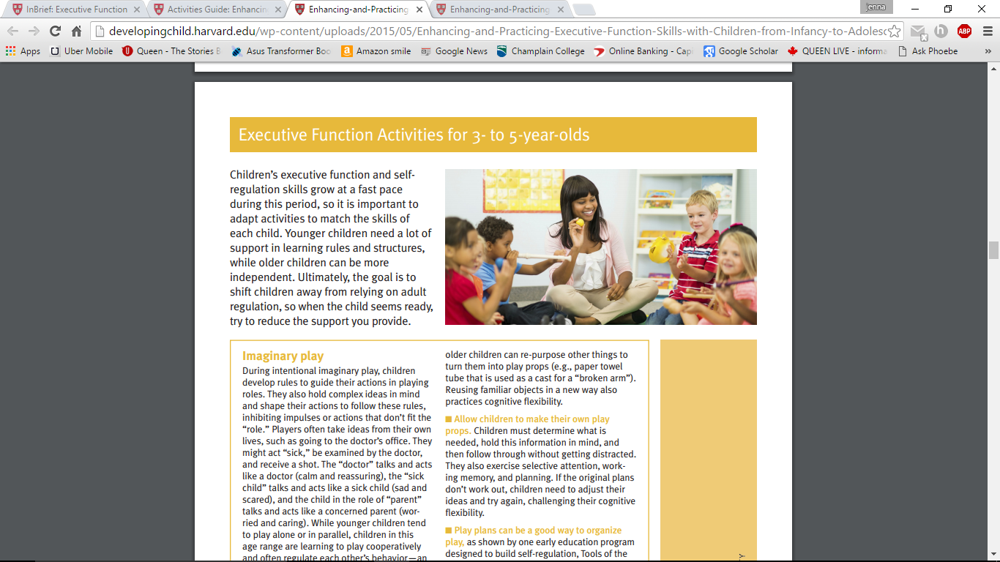 InBrief: Executive Function
Activities Guide: Enhancin
Enhancing-and-Practicing
Enhancing-and-Practicing
jenna
developingchild.harvard.edu/wp-content/uploads/2015/05/Enhancing-and-Practicing-Executive-Function-Skills-with-Children-from-Infancy-to-Adolesc
ABP
Apps
Uber Mobile
Queen - The Stories B
Asus Transformer Boo
Amazon smile
Google News
Champlain College
Online Banking - Capi
Google Scholar
QUEEN LIVE - informa
Ask Phoebe
»
Executive Function Activities for 3- to 5-year-olds
Children’s executive function and self-
regulation skills grow at a fast pace
during this period, so it is important to
adapt activities to match the skills of
each child. Younger children need a lot of
support in learning rules and structures,
while older children can be more
independent. Ultimately, the goal is to
shift children away from relying on adult
regulation, so when the child seems ready,
try to reduce the support you provide.
Imaginary play
During intentional imaginary play, children
develop rules to guide their actions in playing
roles. They also hold complex ideas in mind
and shape their actions to follow these rules,
inhibiting impulses or actions that don’t fit the
“role.” Players often take ideas from their own
lives, such as going to the doctor’s office. They
might act “sick,” be examined by the doctor,
and receive a shot. The “doctor” talks and acts
like a doctor (calm and reassuring), the “sick
child” talks and acts like a sick child (sad and
scared), and the child in the role of “parent”
talks and acts like a concerned parent (wor-
ried and caring). While younger children tend
to play alone or in parallel, children in this
age range are learning to play cooperatively
and often regulate each other’s behavior—an
older children can re-purpose other things to
turn them into play props (e.g., paper towel
tube that is used as a cast for a “broken arm”).
Reusing familiar objects in a new way also
practices cognitive flexibility.
■ Allow children to make their own play
props. Children must determine what is
needed, hold this information in mind, and
then follow through without getting distracted.
They also exercise selective attention, work-
ing memory, and planning. If the original plans
don’t work out, children need to adjust their
ideas and try again, challenging their cognitive
flexibility.
■ Play plans can be a good way to organize
play, as shown by one early education program
designed to build self-regulation, Tools of the